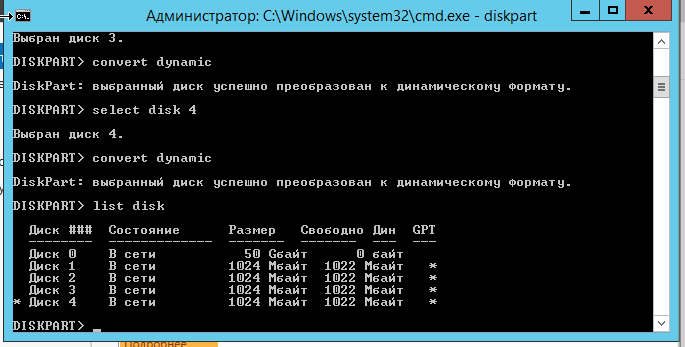 Администратор: C:\Windows\system32\cmd.exe - diskpart
Выбран диск 3.
DISKPART> convert dynamic
DiskPart: выбранный диск успешно преобразован к динамическому формату.
DISKPART> select disk 4
Выбран диск 4.
DISKPART> convert dynamic
DiskPart: выбранный диск успешно преобразован к динамическому формату.
DISKPART> list disk
Диск ### Состояние Размер Свободно Дин GPT
-------- ------------- ------- ------- --- ---
Диск 0 В сети 50 Gбайт 0 байт
Диск 1 В сети 1024 Mбайт 1022 Mбайт *
Диск 2 В сети 1024 Mбайт 1022 Mбайт *
Диск 3 В сети 1024 Mбайт 1022 Mбайт *
* Диск 4 В сети 1024 Mбайт 1022 Mбайт *
DISKPART> _
Подробнее